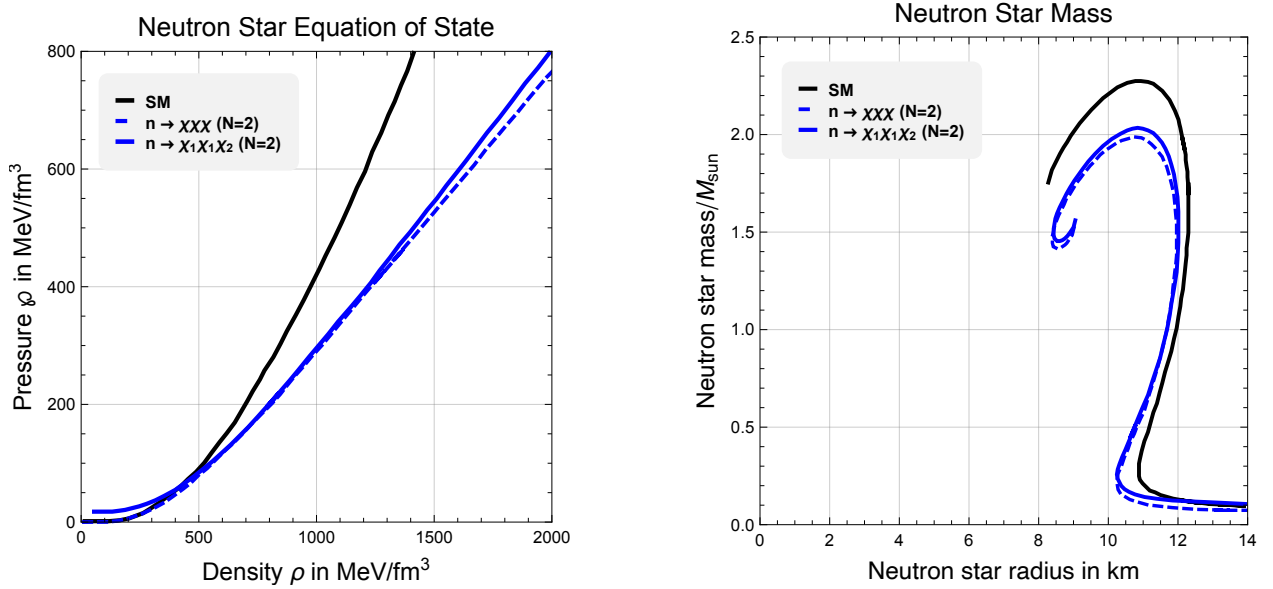 Neutron Star Equation of State
800
600
400
200
0
0 500 1000 1500 2000
Pressure ℘ in MeV/fm³
Density ρ in MeV/fm³
SM
n → χχχ (N=2)
n → χ₁χ₁χ₂ (N=2)
Neutron Star Mass
2.5
2.0
1.5
1.0
0.5
0.0
0 2 4 6 8 10 12 14
Neutron star mass/M_sun
Neutron star radius in km
SM
n → χχχ (N=2)
n → χ₁χ₁χ₂ (N=2)